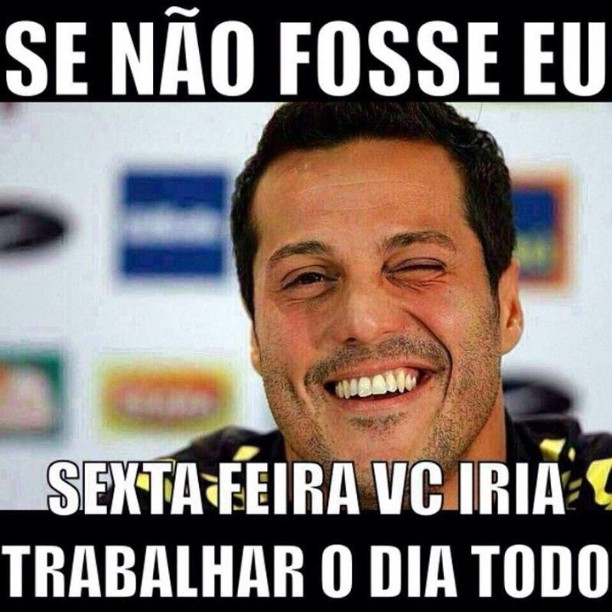 SE NÃO FOSSE EU
SEXTA FEIRA VC IRIA
TRABALHAR O DIA TODO